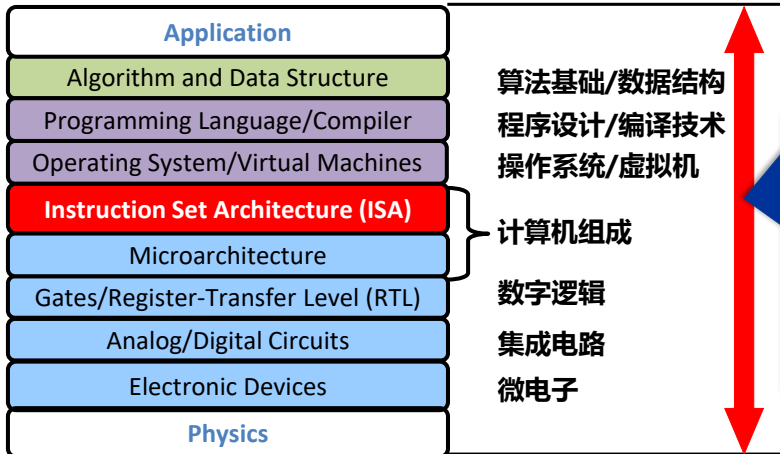 Application
Algorithm and Data Structure
算法基础/数据结构
Programming Language/Compiler
程序设计/编译技术
Operating System/Virtual Machines
操作系统/虚拟机
Instruction Set Architecture (ISA)
计算机组成
Microarchitecture
Gates/Register-Transfer Level (RTL)
数字逻辑
Analog/Digital Circuits
集成电路
Electronic Devices
微电子
Physics